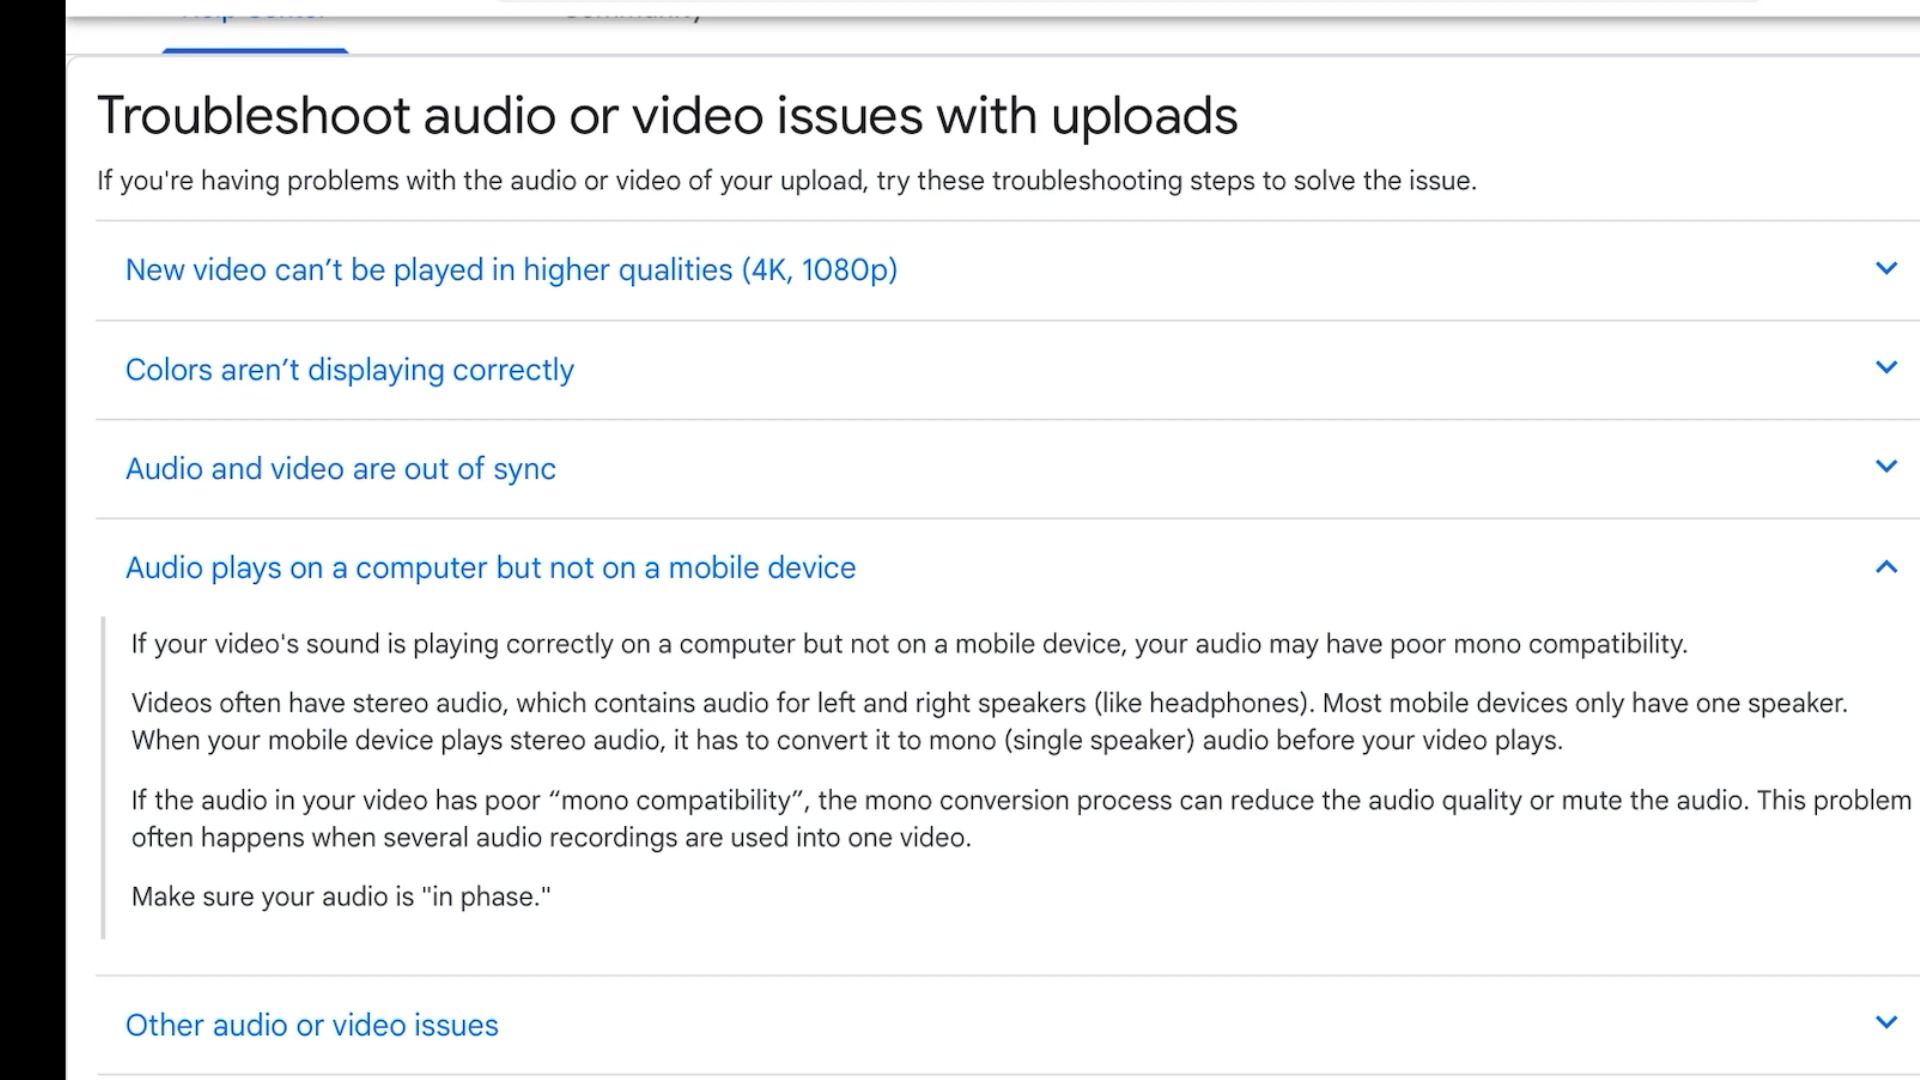 Troubleshoot audio or video issues with uploads
If you're having problems with the audio or video of your upload, try these troubleshooting steps to solve the issue.
New video can’t be played in higher qualities (4K, 1080p)
Colors aren’t displaying correctly
Audio and video are out of sync
Audio plays on a computer but not on a mobile device
If your video's sound is playing correctly on a computer but not on a mobile device, your audio may have poor mono compatibility.
Videos often have stereo audio, which contains audio for left and right speakers (like headphones). Most mobile devices only have one speaker.
When your mobile device plays stereo audio, it has to convert it to mono (single speaker) audio before your video plays.
If the audio in your video has poor “mono compatibility”, the mono conversion process can reduce the audio quality or mute the audio. This problem
often happens when several audio recordings are used into one video.
Make sure your audio is "in phase."
Other audio or video issues